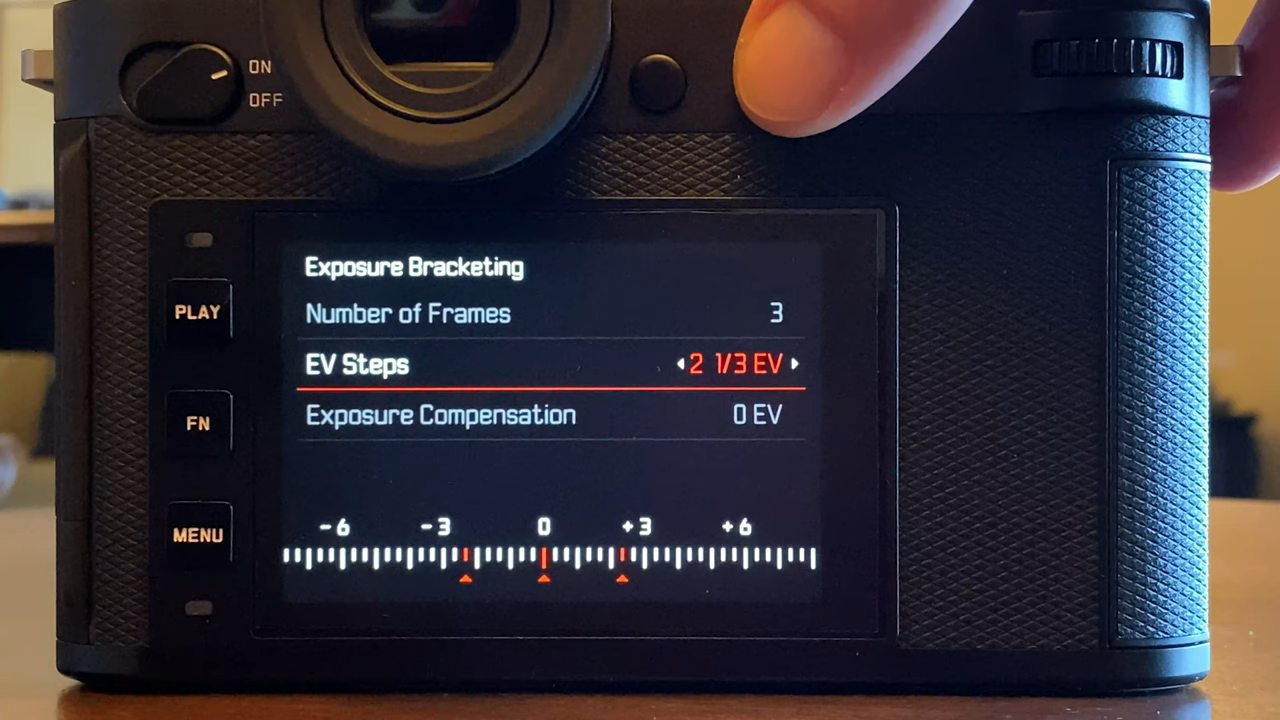 ON
OFF
Exposure Bracketing
PLAY
Number of Frames 3
EV Steps 2 1/3 EV
FN
Exposure Compensation 0 EV
MENU
-6 -3 0 +3 +6